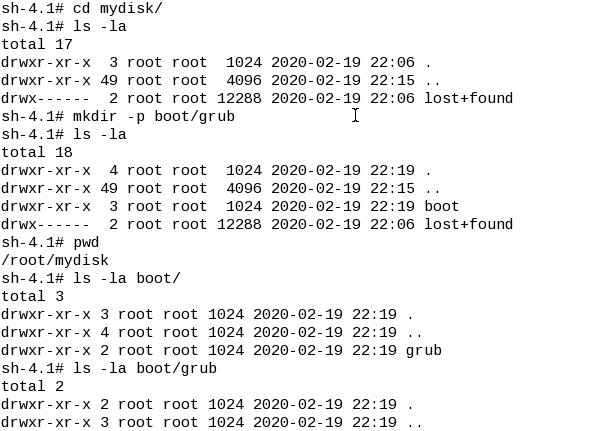 sh-4.1# cd mydisk/
sh-4.1# ls -la
total 17
drwxr-xr-x  3 root root  1024 2020-02-19 22:06 .
drwxr-xr-x 49 root root  4096 2020-02-19 22:15 ..
drwx------  2 root root 12288 2020-02-19 22:06 lost+found
sh-4.1# mkdir -p boot/grub
sh-4.1# ls -la
total 18
drwxr-xr-x  4 root root  1024 2020-02-19 22:19 .
drwxr-xr-x 49 root root  4096 2020-02-19 22:15 ..
drwxr-xr-x  3 root root  1024 2020-02-19 22:19 boot
drwx------  2 root root 12288 2020-02-19 22:06 lost+found
sh-4.1# pwd
/root/mydisk
sh-4.1# ls -la boot/
total 3
drwxr-xr-x 3 root root 1024 2020-02-19 22:19 .
drwxr-xr-x 4 root root 1024 2020-02-19 22:19 ..
drwxr-xr-x 2 root root 1024 2020-02-19 22:19 grub
sh-4.1# ls -la boot/grub
total 2
drwxr-xr-x 2 root root 1024 2020-02-19 22:19 .
drwxr-xr-x 3 root root 1024 2020-02-19 22:19 ..